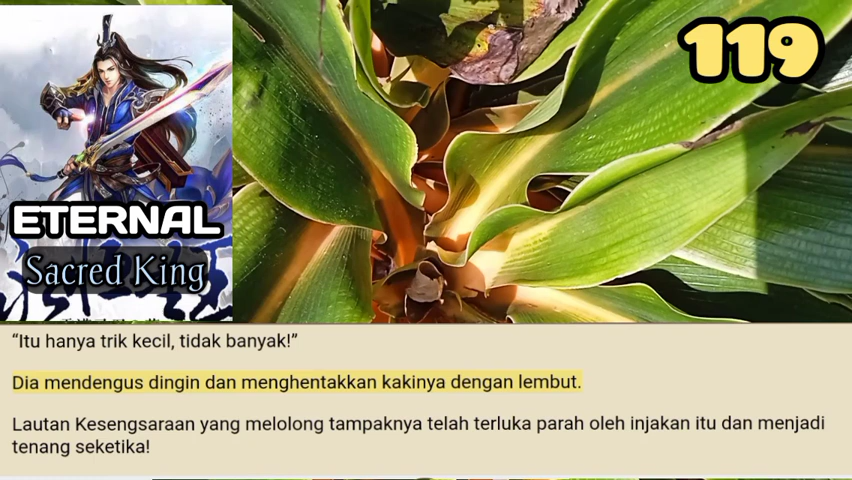 119
ETERNAL
Sacred King
“Itu hanya trik kecil, tidak banyak!”
Dia mendengus dingin dan menghentakkan kakinya dengan lembut.
Lautan Kesengsaraan yang melolong tampaknya telah terluka parah oleh injakan itu dan menjadi
tenang seketika!